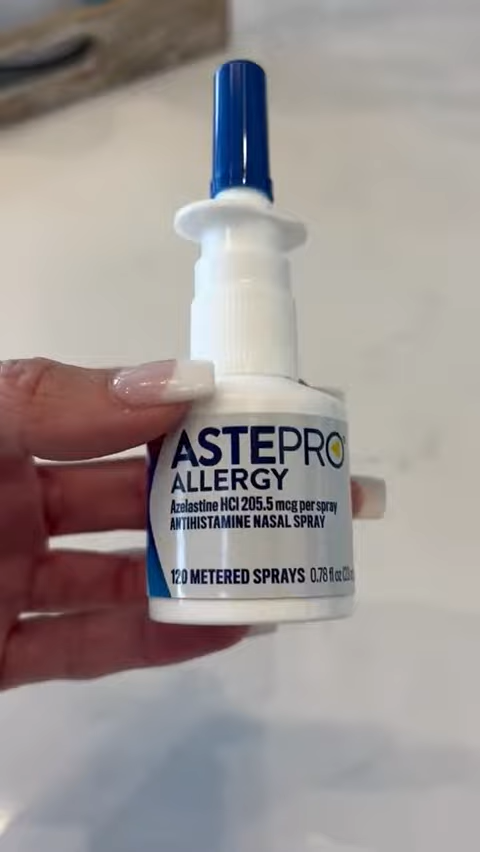 ASTEPRO
ALLERGY
Azelastine HCl 205.5 mcg per spray
ANTIHISTAMINE NASAL SPRAY
120 METERED SPRAYS 0.78 fl oz